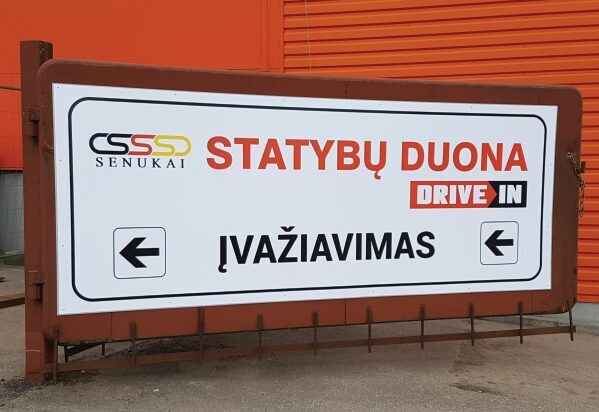 CSSSD
SENUKAI
STATYBŲ DUONA
DRIVE IN
ĮVAŽIAVIMAS